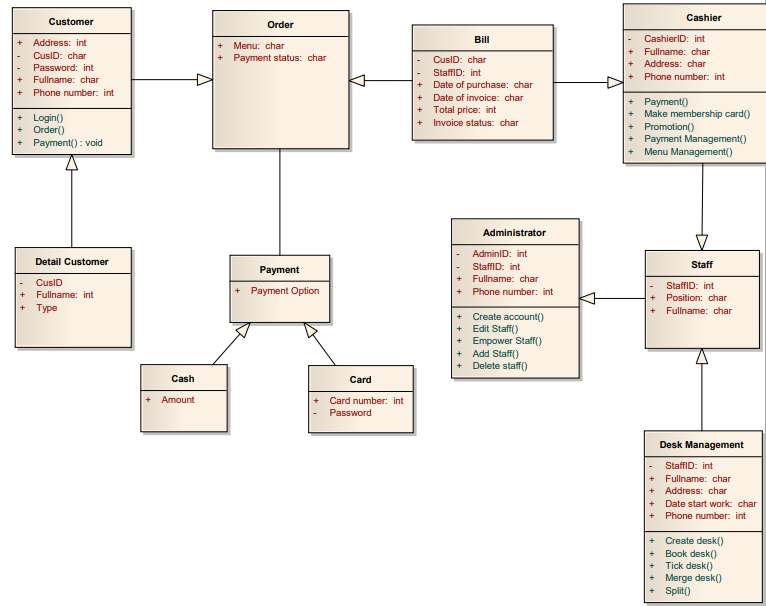 Customer
+ Address: int
- CusID: char
- Password: int
+ Fullname: char
+ Phone number: int
+ Login()
+ Order()
+ Payment() : void
Order
+ Menu: char
+ Payment status: char
Bill
- CusID: char
- StaffID: int
+ Date of purchase: char
+ Date of invoice: char
+ Total price: int
+ Invoice status: char
Cashier
- CashierID: int
+ Fullname: char
+ Address: char
+ Phone number: int
+ Payment()
+ Make membership card()
+ Promotion()
+ Payment Management()
+ Menu Management()
Detail Customer
- CusID
+ Fullname: int
+ Type
Payment
+ Payment Option
Administrator
- AdminID: int
- StaffID: int
+ Fullname: char
+ Phone number: int
+ Create account()
+ Edit Staff()
+ Empower Staff()
+ Add Staff()
+ Delete staff()
Staff
- StaffID: int
+ Position: char
+ Fullname: char
Cash
+ Amount
Card
+ Card number: int
- Password
Desk Management
- StaffID: int
+ Fullname: char
+ Address: char
+ Date start work: char
+ Phone number: int
+ Create desk()
+ Book desk()
+ Tick desk()
+ Merge desk()
+ Split()